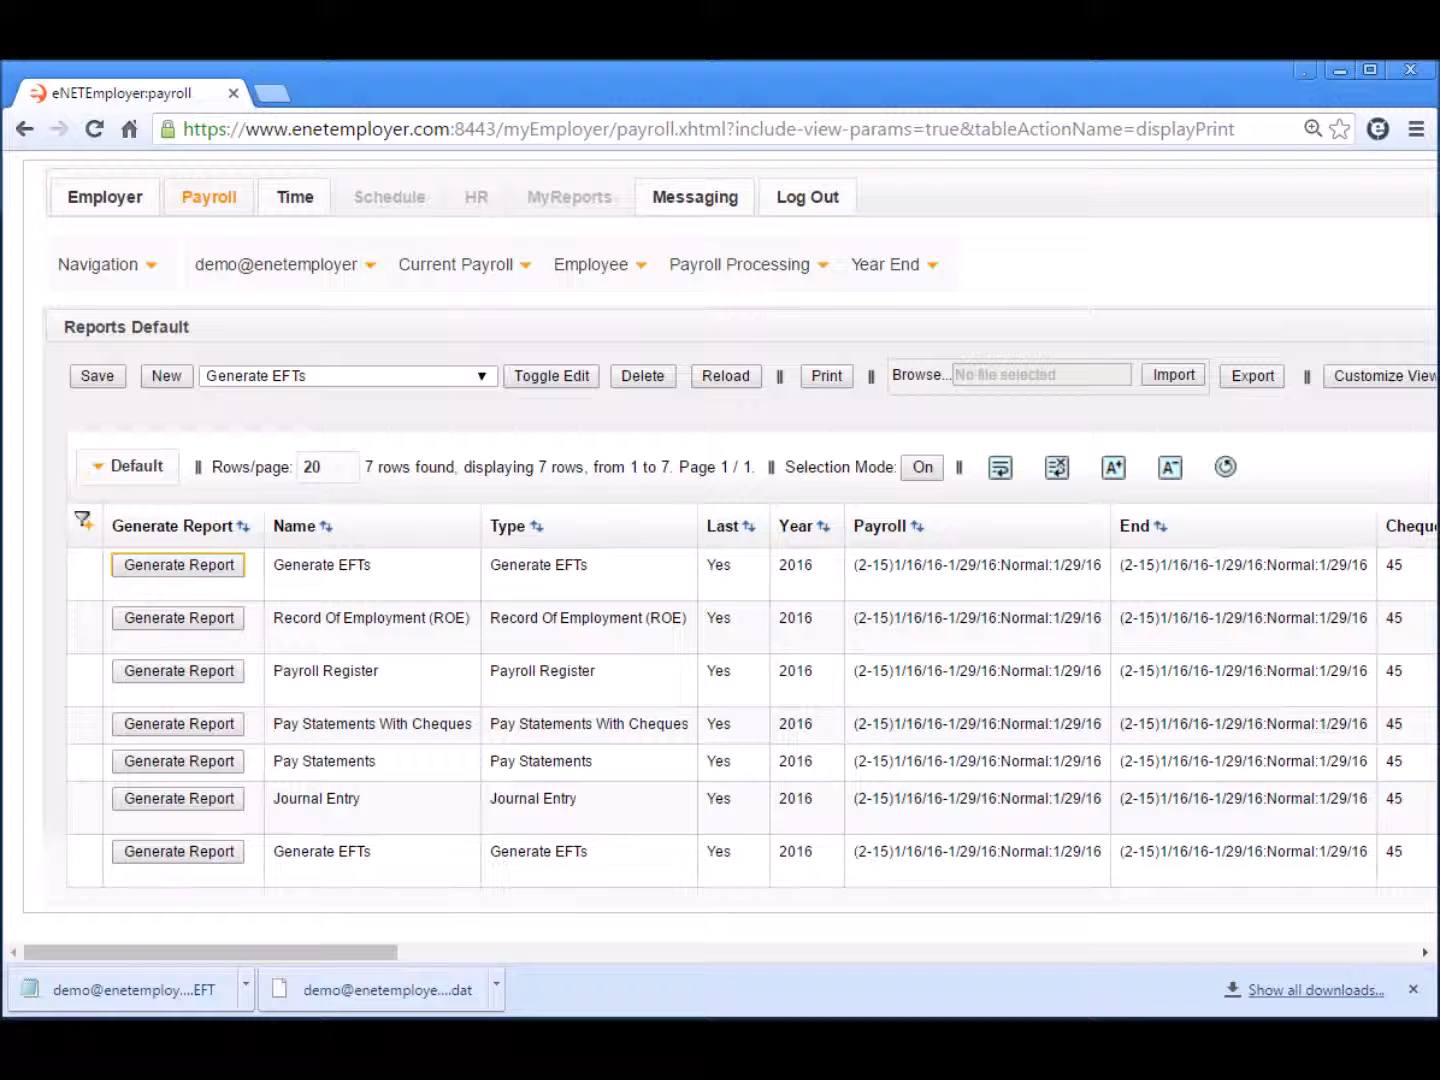 eNETEmployer:payroll
https://www.enetemployer.com:8443/myEmployer/payroll.xhtml?include-view-params=true&tableActionName=displayPrint
Employer Payroll Time Schedule HR MyReports Messaging Log Out
Navigation demo@enetemployer Current Payroll Employee Payroll Processing Year End
Reports Default
Save New Generate EFTs Toggle Edit Delete Reload || Print || Browse... No file selected Import Export || Customize View
Default || Rows/page: 20 7 rows found, displaying 7 rows, from 1 to 7. Page 1 / 1. || Selection Mode: On || A+ A-
Generate Report Name Type Last Year Payroll End Cheque
Generate Report Generate EFTs Generate EFTs Yes 2016 (2-15)1/16/16-1/29/16:Normal:1/29/16 (2-15)1/16/16-1/29/16:Normal:1/29/16 45
Generate Report Record Of Employment (ROE) Record Of Employment (ROE) Yes 2016 (2-15)1/16/16-1/29/16:Normal:1/29/16 (2-15)1/16/16-1/29/16:Normal:1/29/16 45
Generate Report Payroll Register Payroll Register Yes 2016 (2-15)1/16/16-1/29/16:Normal:1/29/16 (2-15)1/16/16-1/29/16:Normal:1/29/16 45
Generate Report Pay Statements With Cheques Pay Statements With Cheques Yes 2016 (2-15)1/16/16-1/29/16:Normal:1/29/16 (2-15)1/16/16-1/29/16:Normal:1/29/16 45
Generate Report Pay Statements Pay Statements Yes 2016 (2-15)1/16/16-1/29/16:Normal:1/29/16 (2-15)1/16/16-1/29/16:Normal:1/29/16 45
Generate Report Journal Entry Journal Entry Yes 2016 (2-15)1/16/16-1/29/16:Normal:1/29/16 (2-15)1/16/16-1/29/16:Normal:1/29/16 45
Generate Report Generate EFTs Generate EFTs Yes 2016 (2-15)1/16/16-1/29/16:Normal:1/29/16 (2-15)1/16/16-1/29/16:Normal:1/29/16 45
demo@enetemploy....EFT demo@enetemploye....dat Show all downloads...